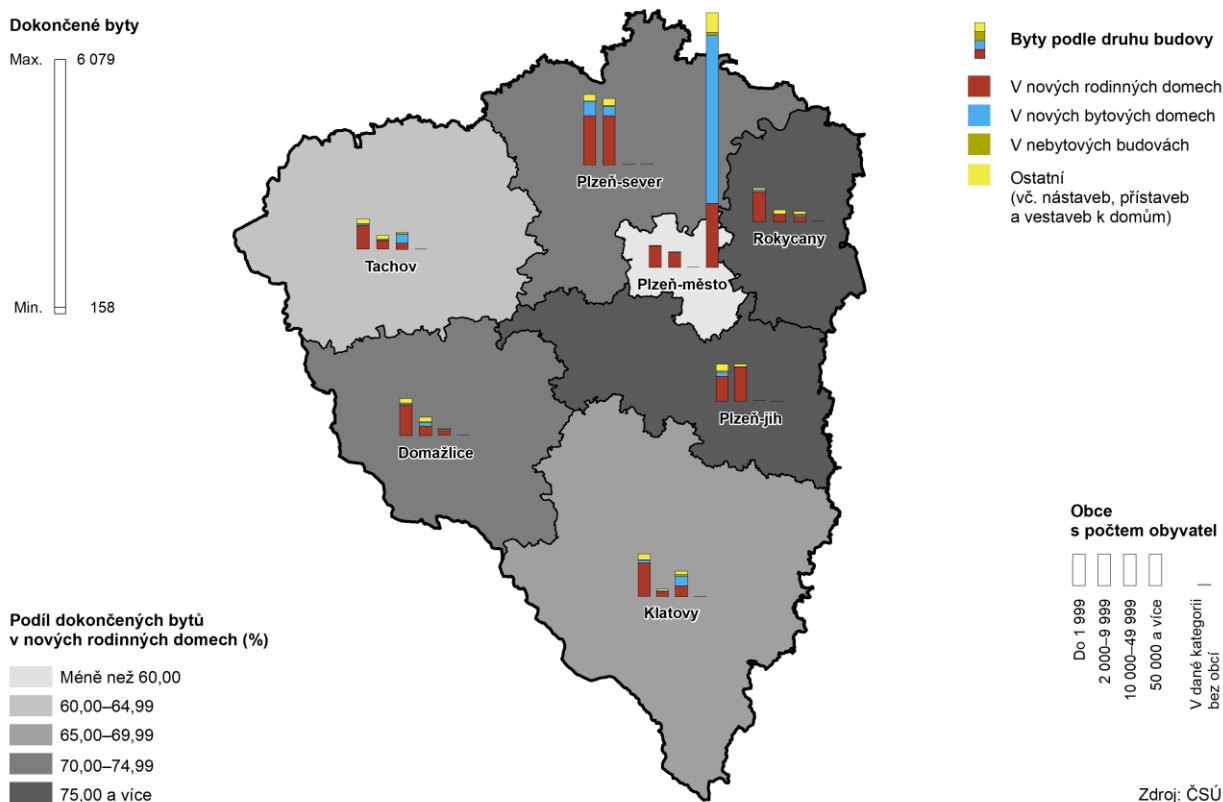 Dokončené byty
Max. 6 079
Min. 158
Byty podle druhu budovy
V nových rodinných domech
V nových bytových domech
V nebytových budovách
Ostatní
(vč. nástaveb, přístaveb
a vestaveb k domům)
Plzeň-sever
Rokycany
Tachov
Plzeň-město
Plzeň-jih
Domažlice
Klatovy
Podíl dokončených bytů
v nových rodinných domech (%)
Méně než 60,00
60,00–64,99
65,00–69,99
70,00–74,99
75,00 a více
Obce
s počtem obyvatel
Do 1 999
2 000–9 999
10 000–49 999
50 000 a více
V dané kategorii
bez obcí
Zdroj: ČSÚ